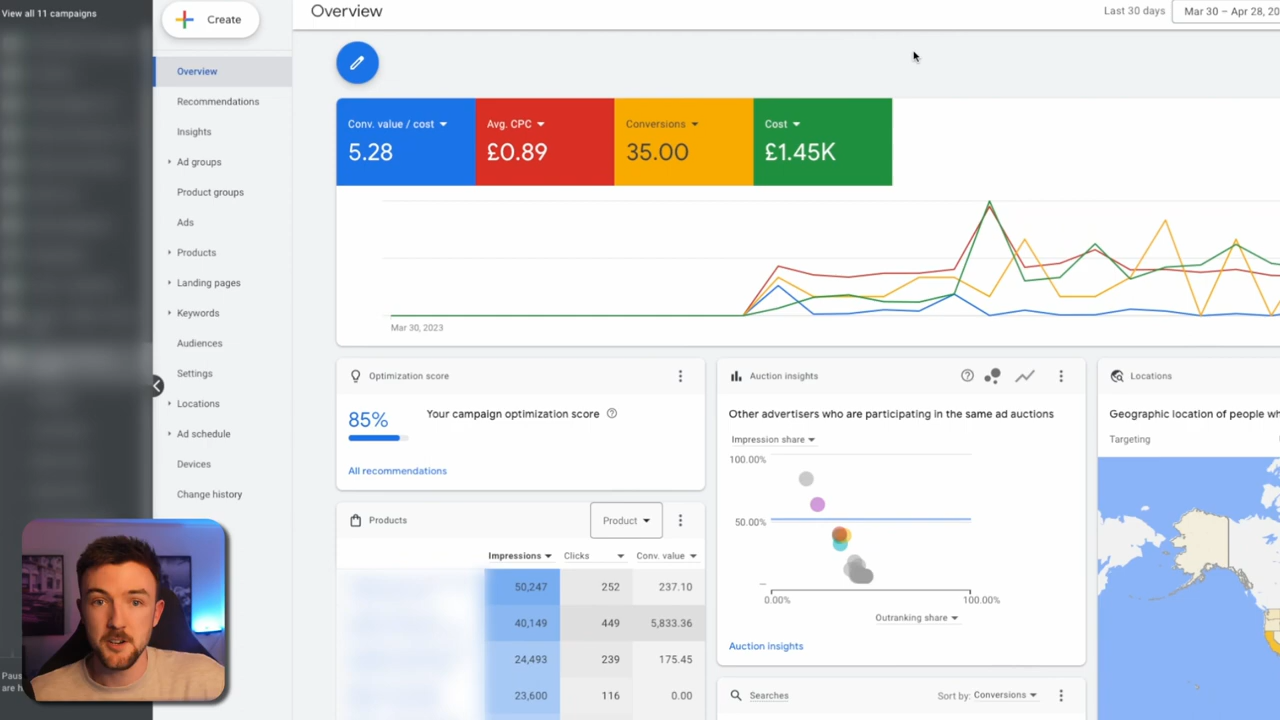 View all 11 campaigns
Create
Overview
Last 30 days
Mar 30 – Apr 28, 20
Overview
Recommendations
Insights
Ad groups
Product groups
Ads
Products
Landing pages
Keywords
Audiences
Settings
Locations
Ad schedule
Devices
Change history
Paus
are h
Conv. value / cost
5.28
Avg. CPC
£0.89
Conversions
35.00
Cost
£1.45K
Mar 30, 2023
Optimization score
85%
Your campaign optimization score
All recommendations
Products
Product
Impressions Clicks Conv. value
50,247 252 237.10
40,149 449 5,833.36
24,493 239 175.45
23,600 116 0.00
Auction insights
Other advertisers who are participating in the same ad auctions
Impression share
100.00%
50.00%
0.00% 100.00%
Outranking share
Auction insights
Searches
Sort by: Conversions
Locations
Geographic location of people wh
Targeting